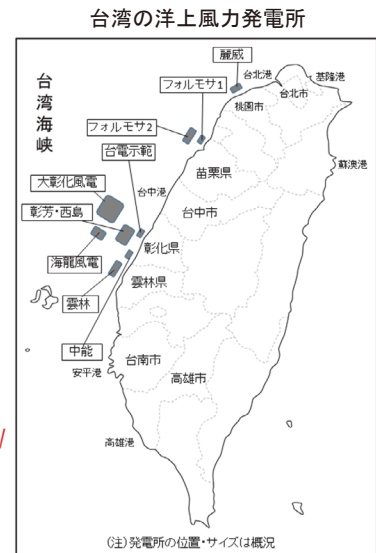 台湾の洋上風力発電所
台湾海峡
麗威
台北港
基隆港
台北市
桃園市
フォルモサ1
フォルモサ2
台電示範
蘇澳港
苗栗県
大彰化風電
台中港
台中市
彰芳・西島
彰化県
海龍風電
雲林県
雲林
中能
台南市
安平港
高雄市
高雄港
(注)発電所の位置・サイズは概況